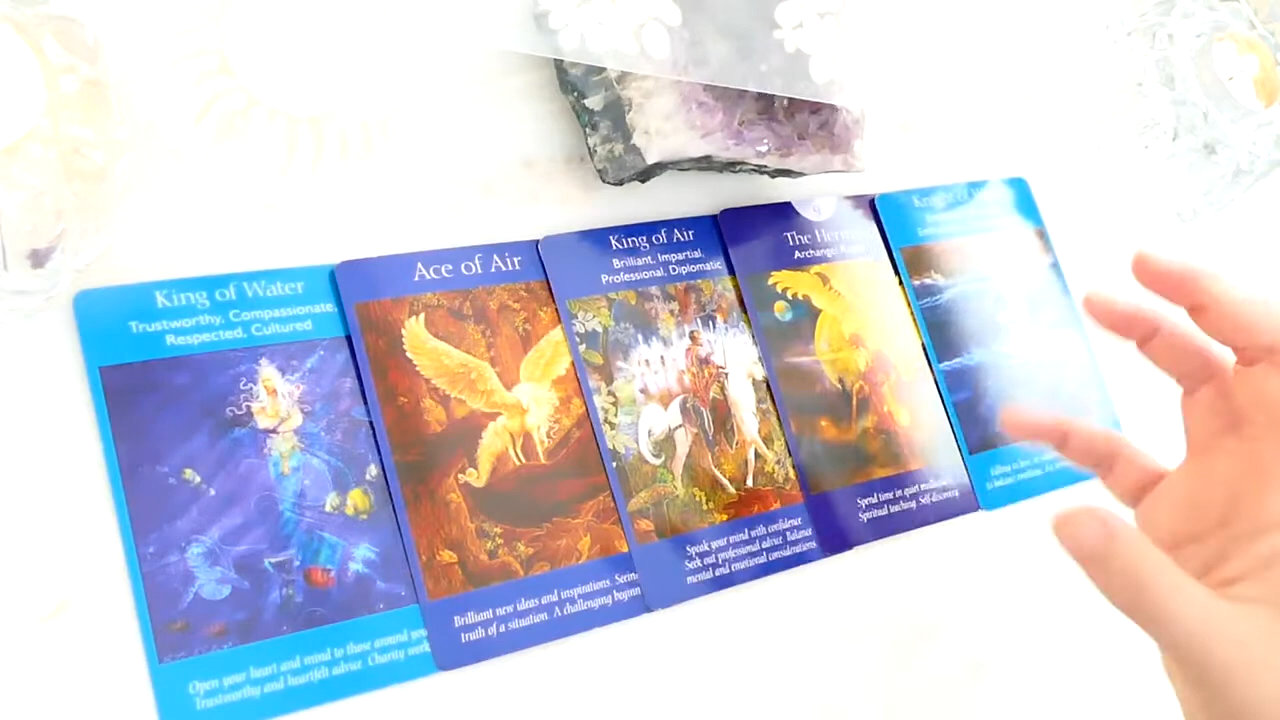 King of Water
Trustworthy, Compassionate,
Respected, Cultured
Open your heart and mind to those around you
Trustworthy and heartfelt advice. Charity work
Ace of Air
Brilliant new ideas and inspirations.
truth of a situation. A challenging
King of Air
Brilliant, Impartial,
Professional, Diplomatic
Speak your mind with confidence
Seek out professional advice. Balance
mental and emotional considerations
9
The
Archangel
Spend time in quiet
Spiritual teaching. Self-discovery
of